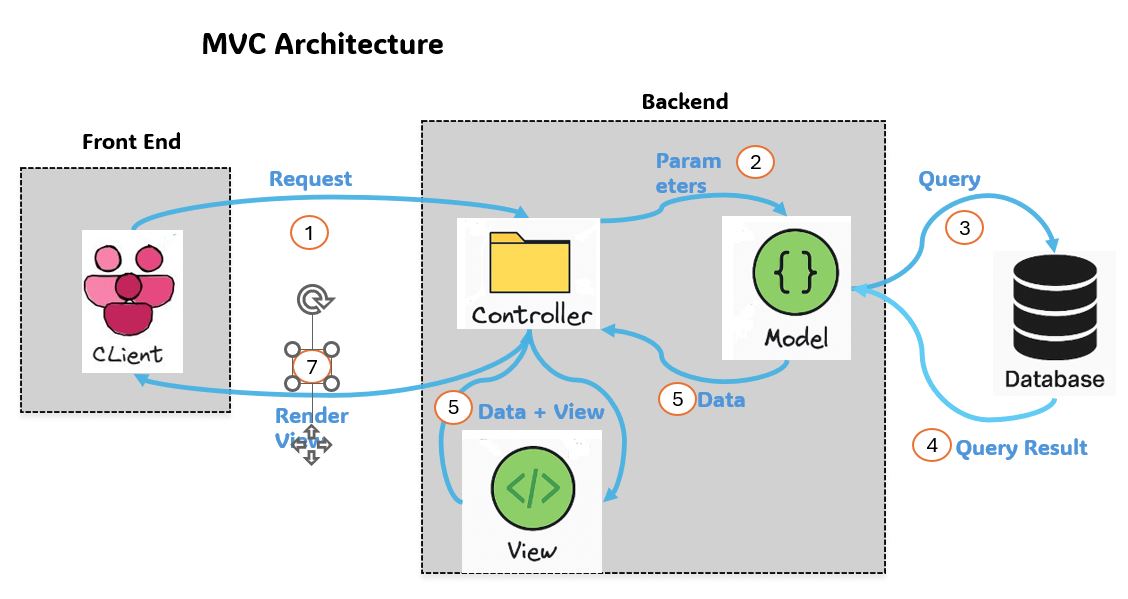 MVC Architecture
Backend
Front End
Request
1
Param
eters
2
Query
3
{}
Controller
Model
CLient
Database
7
Render
View
5
Data + View
5
Data
4
Query Result
</>
View